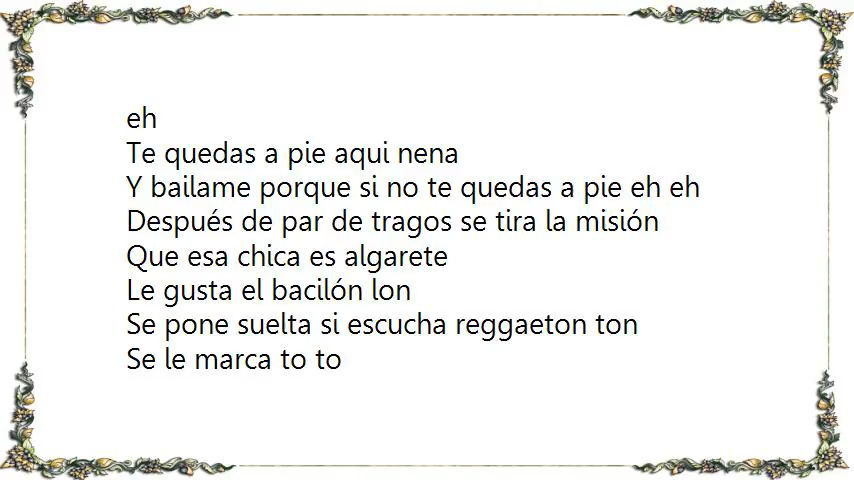 eh
Te quedas a pie aqui nena
Y bailame porque si no te quedas a pie eh eh
Después de par de tragos se tira la misión
Que esa chica es algarete
Le gusta el bacilón lon
Se pone suelta si escucha reggaeton ton
Se le marca to to